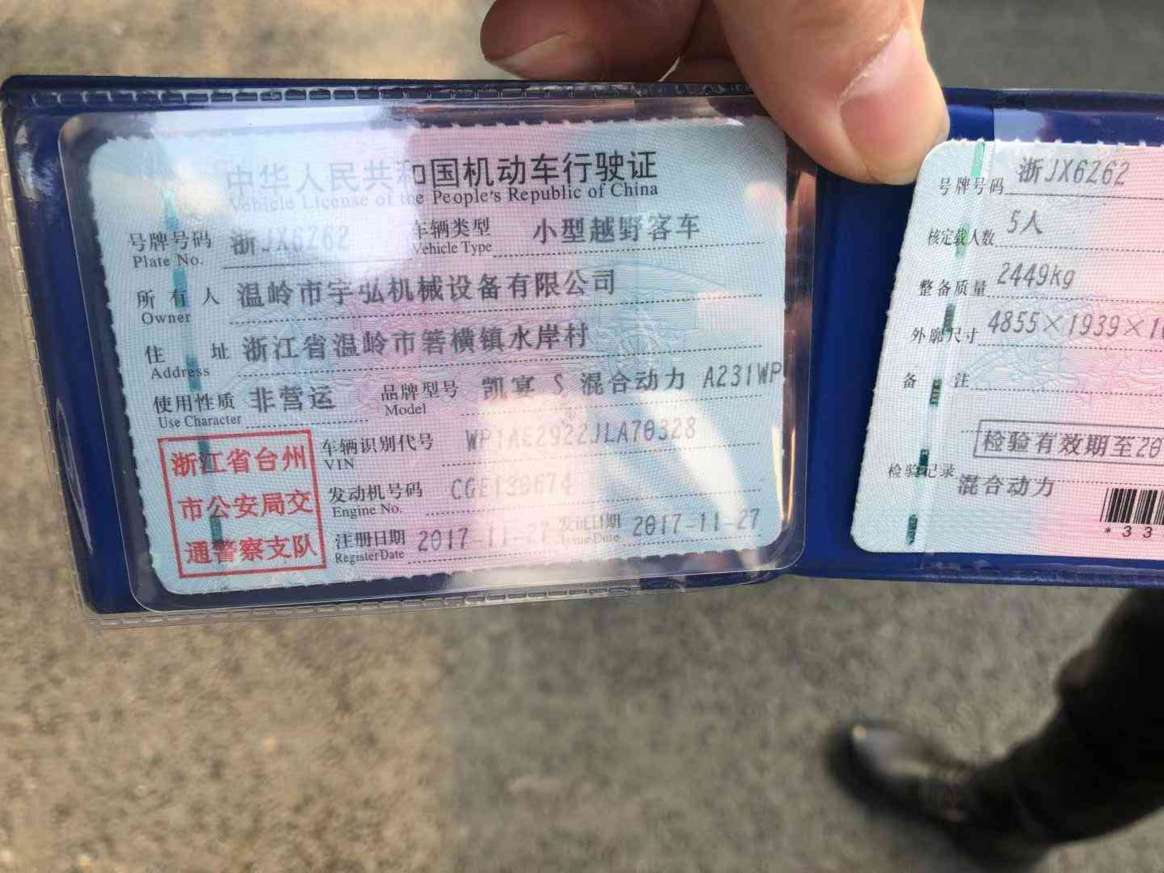 中华人民共和国机动车行驶证
Vehicle License of the People's Republic of China
号牌号码 浙JX6Z62 车辆类型 小型越野客车
Plate No. Vehicle Type
所有人 温岭市宇弘机械设备有限公司
Owner
住址 浙江省温岭市箬横镇水岸村
Address
使用性质 非营运 品牌型号 凯宴 S 混合动力 A231WP
Use Character Model
浙江省台州
市公安局交
通警察支队
车辆识别代号 WP1AE2922JLA70328
VIN
发动机号码 CGE130674
Engine No.
注册日期 2017-11-27 发证日期 2017-11-27
Register Date Issue Date
号牌号码 浙JX6Z62
核定载人数 5人
整备质量 2449kg
外廓尺寸 4855×1939×1
备注
检验有效期至20
检验记录
混合动力
*33